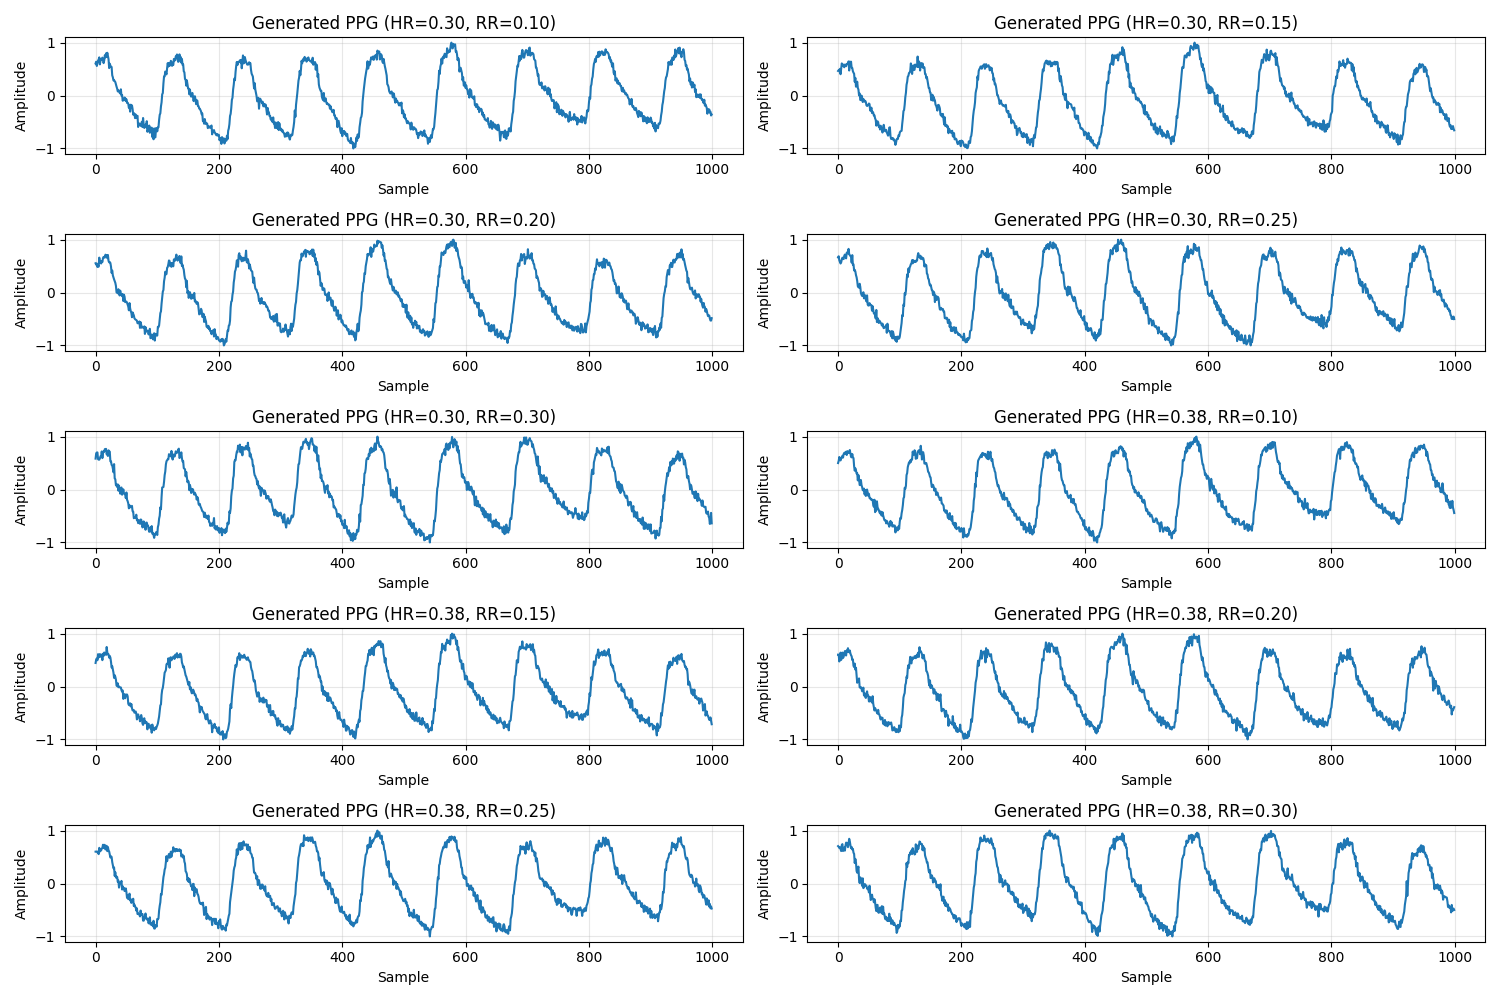 Generated PPG (HR=0.30, RR=0.10)
Amplitude
1
0
−1
0 200 400 600 800 1000
Sample
Generated PPG (HR=0.30, RR=0.15)
Amplitude
1
0
−1
0 200 400 600 800 1000
Sample
Generated PPG (HR=0.30, RR=0.20)
Amplitude
1
0
−1
0 200 400 600 800 1000
Sample
Generated PPG (HR=0.30, RR=0.25)
Amplitude
1
0
−1
0 200 400 600 800 1000
Sample
Generated PPG (HR=0.30, RR=0.30)
Amplitude
1
0
−1
0 200 400 600 800 1000
Sample
Generated PPG (HR=0.38, RR=0.10)
Amplitude
1
0
−1
0 200 400 600 800 1000
Sample
Generated PPG (HR=0.38, RR=0.15)
Amplitude
1
0
−1
0 200 400 600 800 1000
Sample
Generated PPG (HR=0.38, RR=0.20)
Amplitude
1
0
−1
0 200 400 600 800 1000
Sample
Generated PPG (HR=0.38, RR=0.25)
Amplitude
1
0
−1
0 200 400 600 800 1000
Sample
Generated PPG (HR=0.38, RR=0.30)
Amplitude
1
0
−1
0 200 400 600 800 1000
Sample